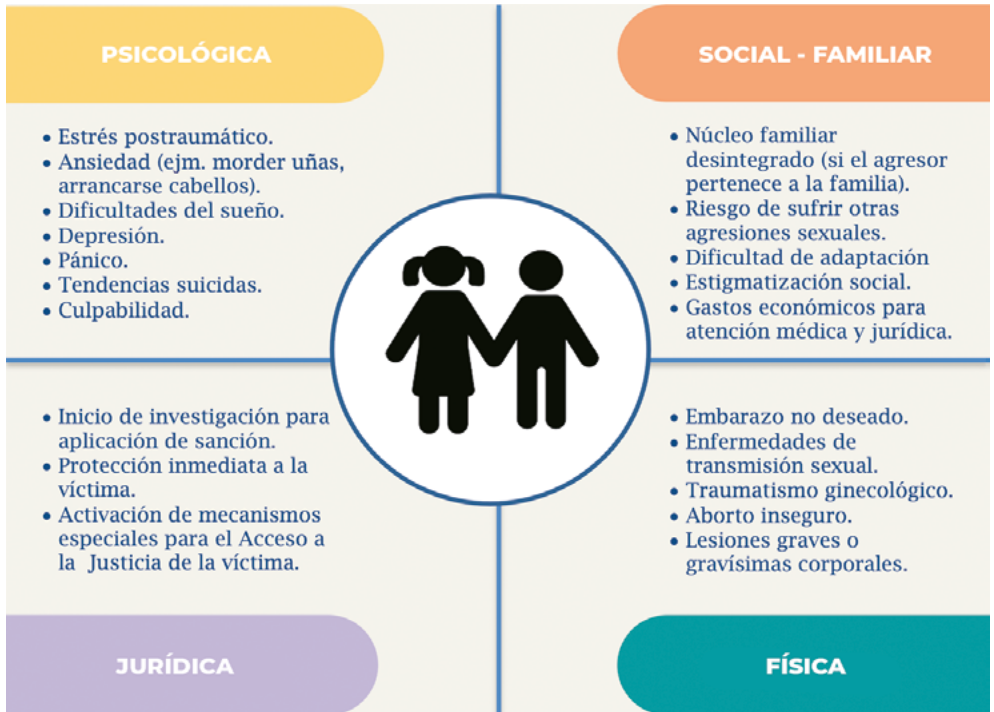 PSICOLÓGICA
• Estrés postraumático.
• Ansiedad (ejm. morder uñas,
arrancarse cabellos).
• Dificultades del sueño.
• Depresión.
• Pánico.
• Tendencias suicidas.
• Culpabilidad.
SOCIAL - FAMILIAR
• Núcleo familiar
desintegrado (si el agresor
pertenece a la familia).
• Riesgo de sufrir otras
agresiones sexuales.
• Dificultad de adaptación
• Estigmatización social.
• Gastos económicos para
atención médica y jurídica.
• Inicio de investigación para
aplicación de sanción.
• Protección inmediata a la
víctima.
• Activación de mecanismos
especiales para el Acceso a
la Justicia de la víctima.
JURÍDICA
• Embarazo no deseado.
• Enfermedades de
transmisión sexual.
• Traumatismo ginecológico.
• Aborto inseguro.
• Lesiones graves o
gravísimas corporales.
FÍSICA